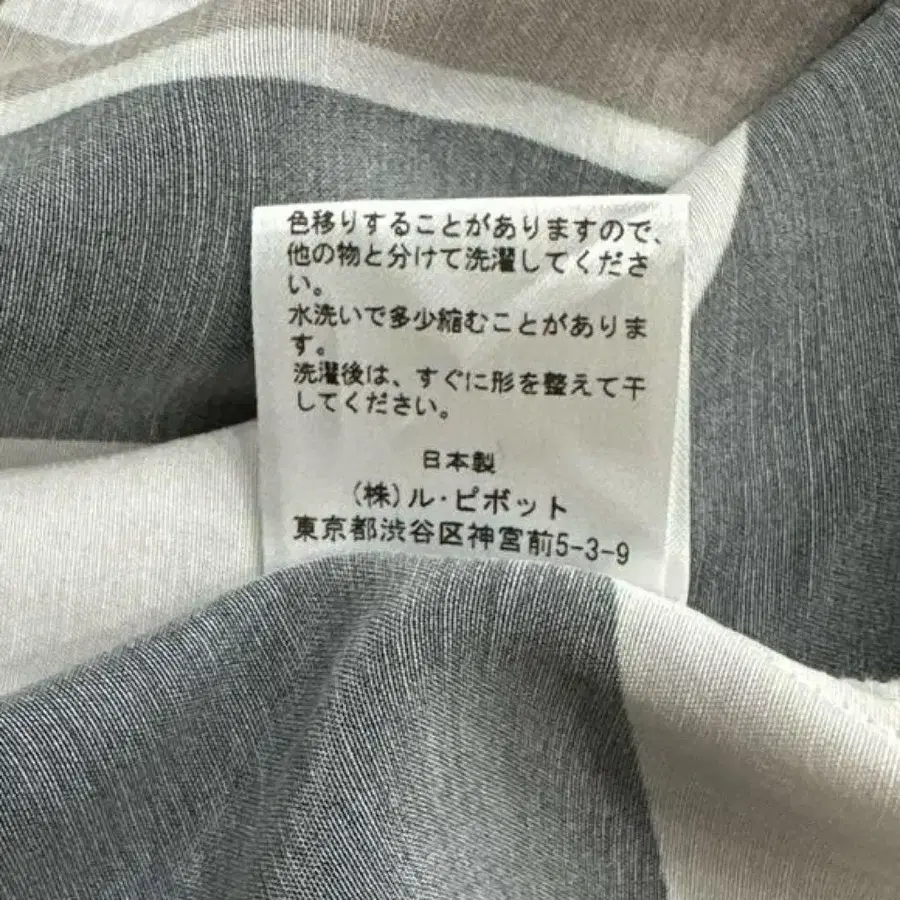 色移りすることがありますので、
他の物と分けて洗濯してくださ
い。
水洗いで多少縮むことがありま
す。
洗濯後は、すぐに形を整えて干
してください。
日本製
(株)ル・ピボット
東京都渋谷区神宮前5-3-9